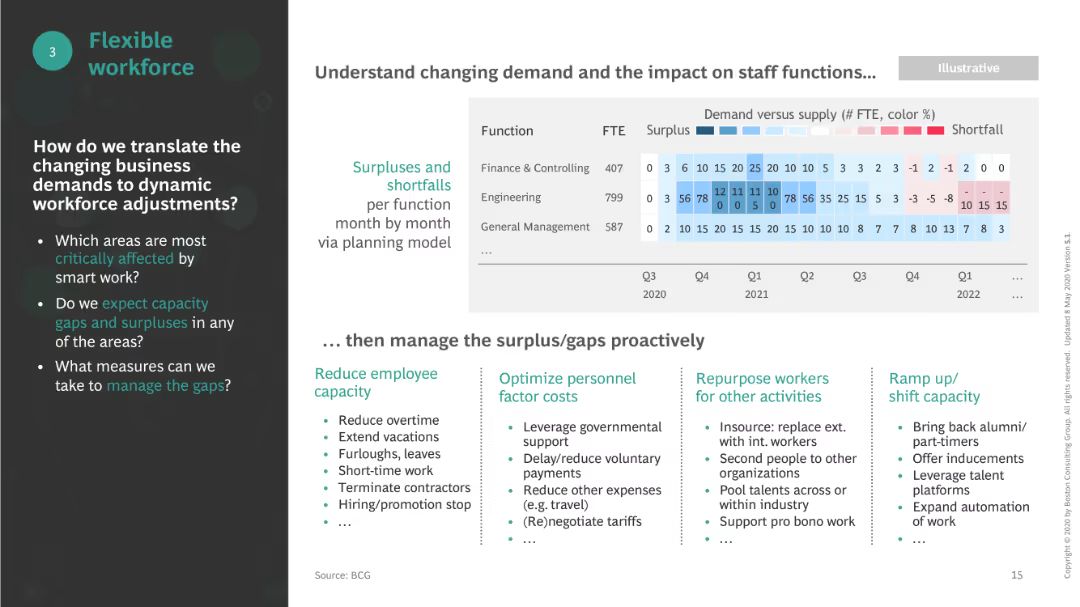 3
Flexible
workforce
How do we translate the
changing business
demands to dynamic
workforce adjustments?
• Which areas are most
critically affected by
smart work?
• Do we expect capacity
gaps and surpluses in any
of the areas?
• What measures can we
take to manage the gaps?
Understand changing demand and the impact on staff functions...
Illustrative
Surpluses and
shortfalls
per function
month by month
via planning model
Demand versus supply (# FTE, color %)
Function FTE Surplus Shortfall
Finance & Controlling 407 0 3 6 10 15 20 25 20 10 10 5 3 3 2 3 -1 2 -1 2 0 0
Engineering 799 0 3 56 78 120 110 115 100 78 56 35 25 15 5 3 -3 -5 -8 -10 -15 -15
General Management 587 0 2 10 15 20 15 15 20 15 10 15 10 8 7 7 8 10 13 7 8 3
...
Q3 Q4 Q1 Q2 Q3 Q4 Q1 ...
2020 2021 2022 ...
... then manage the surplus/gaps proactively
Reduce employee
capacity
• Reduce overtime
• Extend vacations
• Furloughs, leaves
• Short-time work
• Terminate contractors
• Hiring/promotion stop
• ...
Optimize personnel
factor costs
• Leverage governmental
support
• Delay/reduce voluntary
payments
• Reduce other expenses
(e.g. travel)
• (Re)negotiate tariffs
• ...
Repurpose workers
for other activities
• Insource: replace ext.
with int. workers
• Second people to other
organizations
• Pool talents across or
within industry
• Support pro bono work
• ...
Ramp up/
shift capacity
• Bring back alumni/
part-timers
• Offer inducements
• Leverage talent
platforms
• Expand automation
of work
• ...
Source: BCG
15
Copyright © 2020 by Boston Consulting Group. All rights reserved. Updated 8 May 2020 Version 5.1